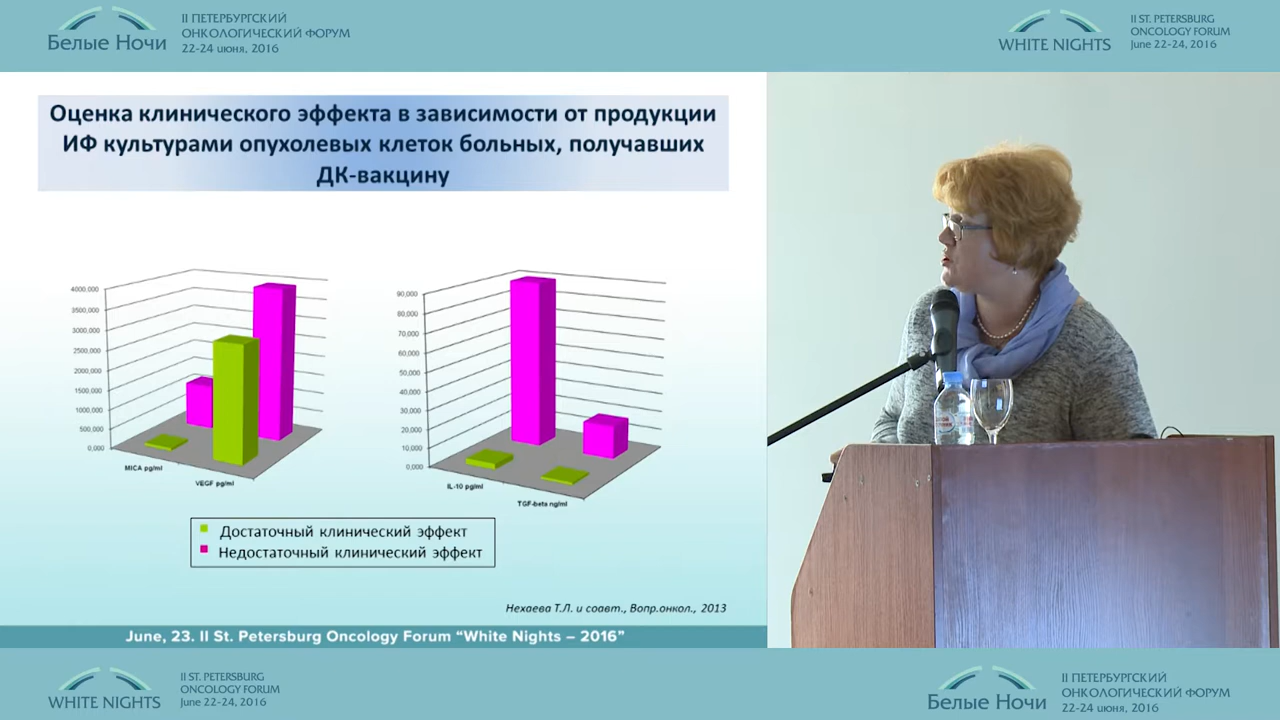 Белые Ночи
II ПЕТЕРБУРГСКИЙ
ОНКОЛОГИЧЕСКИЙ ФОРУМ
22-24 июня, 2016
WHITE NIGHTS
II ST. PETERSBURG
ONCOLOGY FORUM
June 22-24, 2016
Оценка клинического эффекта в зависимости от продукции
ИФ культурами опухолевых клеток больных, получавших
ДК-вакцину
4000,000
3500,000
3000,000
2500,000
2000,000
1500,000
1000,000
500,000
0,000
MICA pg/ml
VEGF pg/ml
90,000
80,000
70,000
60,000
50,000
40,000
30,000
20,000
10,000
0,000
IL-10 pg/ml
TGF-beta ng/ml
Достаточный клинический эффект
Недостаточный клинический эффект
Нехаева Т.Л. и соавт., Вопр.онкол., 2013
June, 23. II St. Petersburg Oncology Forum “White Nights – 2016”
WHITE NIGHTS
II ST. PETERSBURG
ONCOLOGY FORUM
June 22-24, 2016
Белые Ночи
II ПЕТЕРБУРГСКИЙ
ОНКОЛОГИЧЕСКИЙ ФОРУМ
22-24 июня, 2016